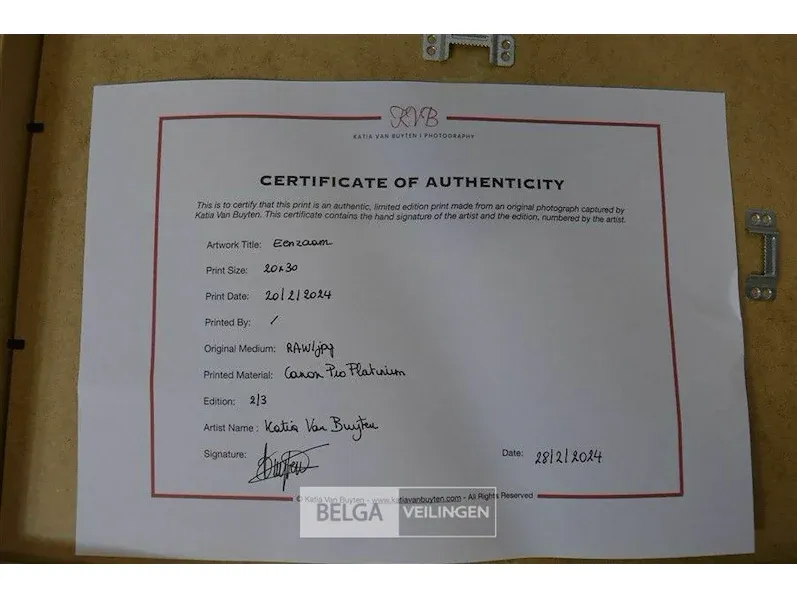 KVB
KATIA VAN BUYTEN | PHOTOGRAPHY
CERTIFICATE OF AUTHENTICITY
This is to certify that this print is an authentic, limited edition print made from an original photograph captured by
Katia Van Buyten. This certificate contains the hand signature of the artist and the edition, numbered by the artist.
Artwork Title: Eenzaam
Print Size: 20x30
Print Date: 20/2/2024
Printed By: /
Original Medium: RAW/jpg
Printed Material: Canon Pro Platinum
Edition: 2/3
Artist Name : Katia Van Buyten
Signature:
Date: 28/2/2024
© Katia Van Buyten - www.katiavanbuyten.com - All Rights Reserved
BELGA VEILINGEN